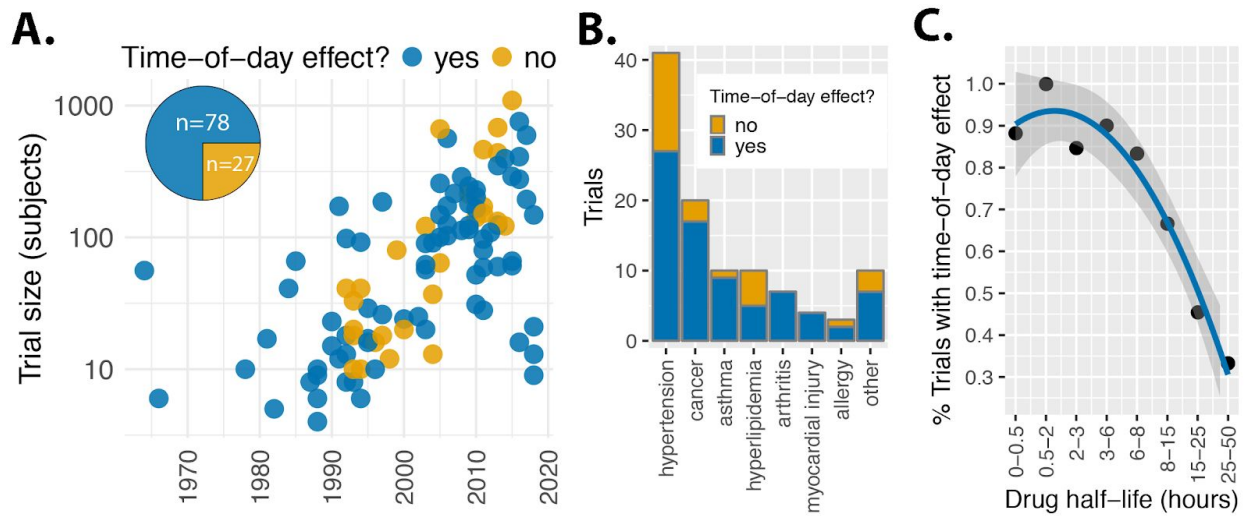 A.
Time−of−day effect? yes no
n=78
n=27
Trial size (subjects)
1000
100
10
1970
1980
1990
2000
2010
2020
B.
Time−of−day effect?
no
yes
Trials
40
30
20
10
0
hypertension
cancer
asthma
hyperlipidemia
arthritis
myocardial injury
allergy
other
C.
% Trials with time−of−day effect
1.0
0.9
0.8
0.7
0.6
0.5
0.4
0.3
0−0.5
0.5−2
2−3
3−6
6−8
8−15
15−25
25−50
Drug half−life (hours)